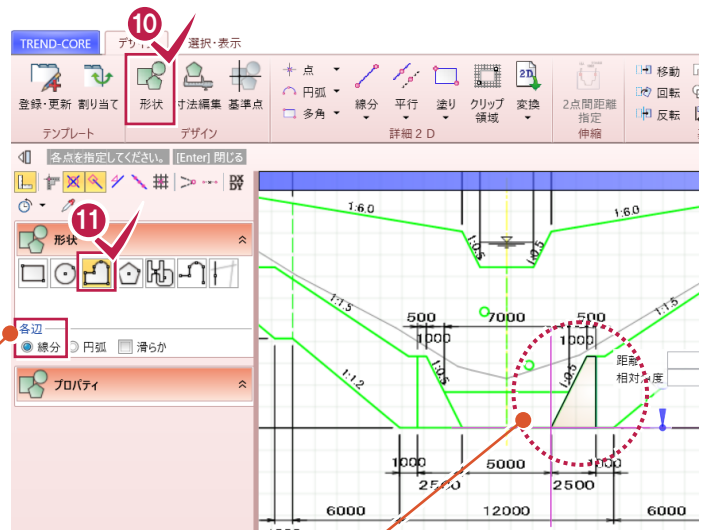 10
TREND-CORE
選択・表示
点
円弧
多角
移動
回転
反転
登録・更新 割り当て 形状 寸法編集 基準点
線分 平行 塗り クリップ領域 変換
2点間距離指定
テンプレート デザイン 詳細２Ｄ 伸縮
各点を指定してください。 [Enter] 閉じる
11
形状
各辺
線分 円弧 滑らか
プロパティ
1:6.0 1:6.0
1:0.5 1:0.5
1:1.5 1:1.5
500 7000 500
1000 1000
距離
相対角度
1:1.2 1:0.5 1:0.5
1000 5000 1000
2500 2500
6000 12000 6000